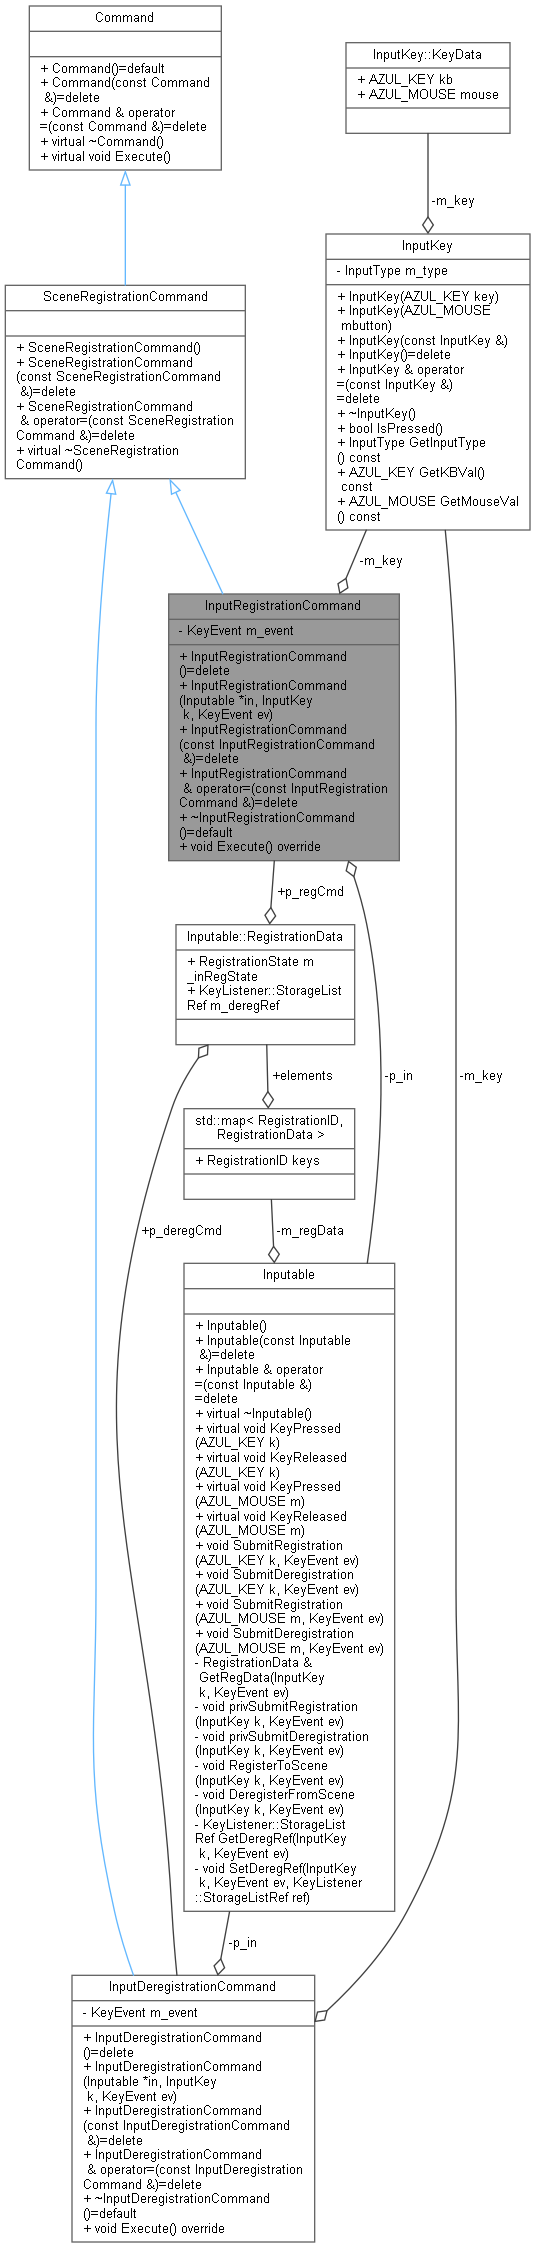 Command
+ Command()=default
+ Command(const Command
&)=delete
+ Command & operator
=(const Command &)=delete
+ virtual ~Command()
+ virtual void Execute()
InputKey::KeyData
+ AZUL_KEY kb
+ AZUL_MOUSE mouse
-m_key
InputKey
- InputType m_type
+ InputKey(AZUL_KEY key)
+ InputKey(AZUL_MOUSE
mbutton)
+ InputKey(const InputKey &)
+ InputKey()=delete
+ InputKey & operator
=(const InputKey &)
=delete
+ ~InputKey()
+ bool IsPressed()
+ InputType GetInputType
() const
+ AZUL_KEY GetKBVal()
const
+ AZUL_MOUSE GetMouseVal
() const
SceneRegistrationCommand
+ SceneRegistrationCommand()
+ SceneRegistrationCommand
(const SceneRegistrationCommand
&)=delete
+ SceneRegistrationCommand
& operator=(const SceneRegistration
Command &)=delete
+ virtual ~SceneRegistration
Command()
-m_key
InputRegistrationCommand
- KeyEvent m_event
+ InputRegistrationCommand
()=delete
+ InputRegistrationCommand
(Inputable *in, InputKey
k, KeyEvent ev)
+ InputRegistrationCommand
(const InputRegistrationCommand
&)=delete
+ InputRegistrationCommand
& operator=(const InputRegistration
Command &)=delete
+ ~InputRegistrationCommand
()=default
+ void Execute() override
+p_regCmd
Inputable::RegistrationData
+ RegistrationState m
_inRegState
+ KeyListener::StorageList
Ref m_deregRef
+elements
-p_in
-m_key
std::map< RegistrationID,
RegistrationData >
+ RegistrationID keys
+p_deregCmd
-m_regData
Inputable
+ Inputable()
+ Inputable(const Inputable
&)=delete
+ Inputable & operator
=(const Inputable &)
=delete
+ virtual ~Inputable()
+ virtual void KeyPressed
(AZUL_KEY k)
+ virtual void KeyReleased
(AZUL_KEY k)
+ virtual void KeyPressed
(AZUL_MOUSE m)
+ virtual void KeyReleased
(AZUL_MOUSE m)
+ void SubmitRegistration
(AZUL_KEY k, KeyEvent ev)
+ void SubmitDeregistration
(AZUL_KEY k, KeyEvent ev)
+ void SubmitRegistration
(AZUL_MOUSE m, KeyEvent ev)
+ void SubmitDeregistration
(AZUL_MOUSE m, KeyEvent ev)
- RegistrationData &
GetRegData(InputKey
k, KeyEvent ev)
- void privSubmitRegistration
(InputKey k, KeyEvent ev)
- void privSubmitDeregistration
(InputKey k, KeyEvent ev)
- void RegisterToScene
(InputKey k, KeyEvent ev)
- void DeregisterFromScene
(InputKey k, KeyEvent ev)
- KeyListener::StorageList
Ref GetDeregRef(InputKey
k, KeyEvent ev)
- void SetDeregRef(InputKey
k, KeyEvent ev, KeyListener
::StorageListRef ref)
-p_in
InputDeregistrationCommand
- KeyEvent m_event
+ InputDeregistrationCommand
()=delete
+ InputDeregistrationCommand
(Inputable *in, InputKey
k, KeyEvent ev)
+ InputDeregistrationCommand
(const InputDeregistrationCommand
&)=delete
+ InputDeregistrationCommand
& operator=(const InputDeregistration
Command &)=delete
+ ~InputDeregistrationCommand
()=default
+ void Execute() override